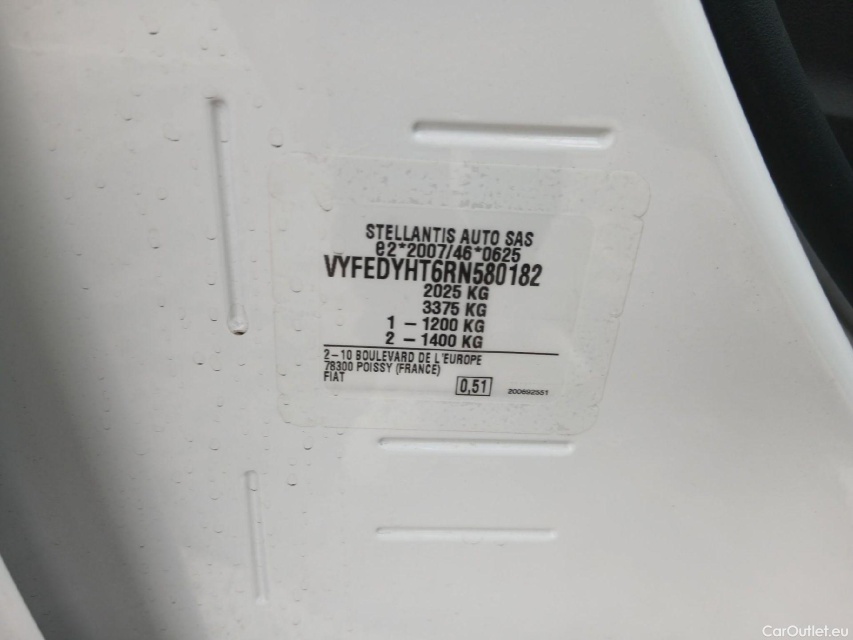 STELLANTIS AUTO SAS
e2*2007/46*0625
VYFEDYHT6RN580182
2025 KG
3375 KG
1 – 1200 KG
2 – 1400 KG
2–10 BOULEVARD DE L'EUROPE
78300 POISSY (FRANCE)
FIAT
0,51
200692551
CarOutlet.eu